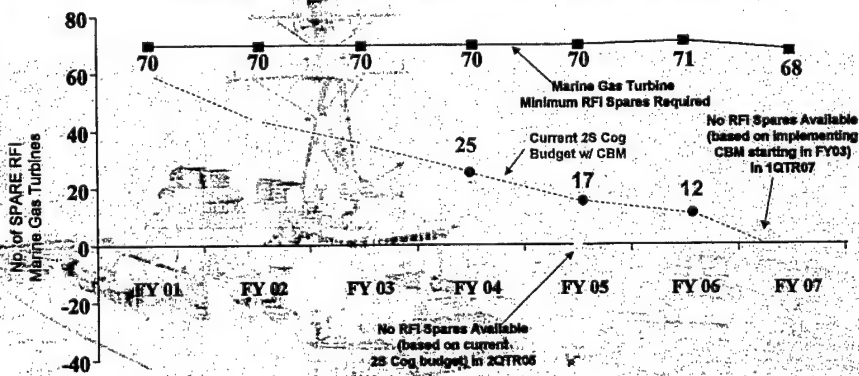 80
60
40
20
0
-20
-40
No. of SPARE RFI
Marine Gas Turbines
70
70
70
70
70
71
68
Marine Gas Turbine
Minimum RFI Spares Required
No RFI Spares Available
(based on implementing
CBM starting in FY03)
in 1QTR07
Current 2S Cog
Budget w/ CBM
25
17
12
FY 01
FY 02
FY 03
FY 04
FY 05
FY 06
FY 07
No RFI Spares Available
(based on current
2S Cog budget) in 2QTR05